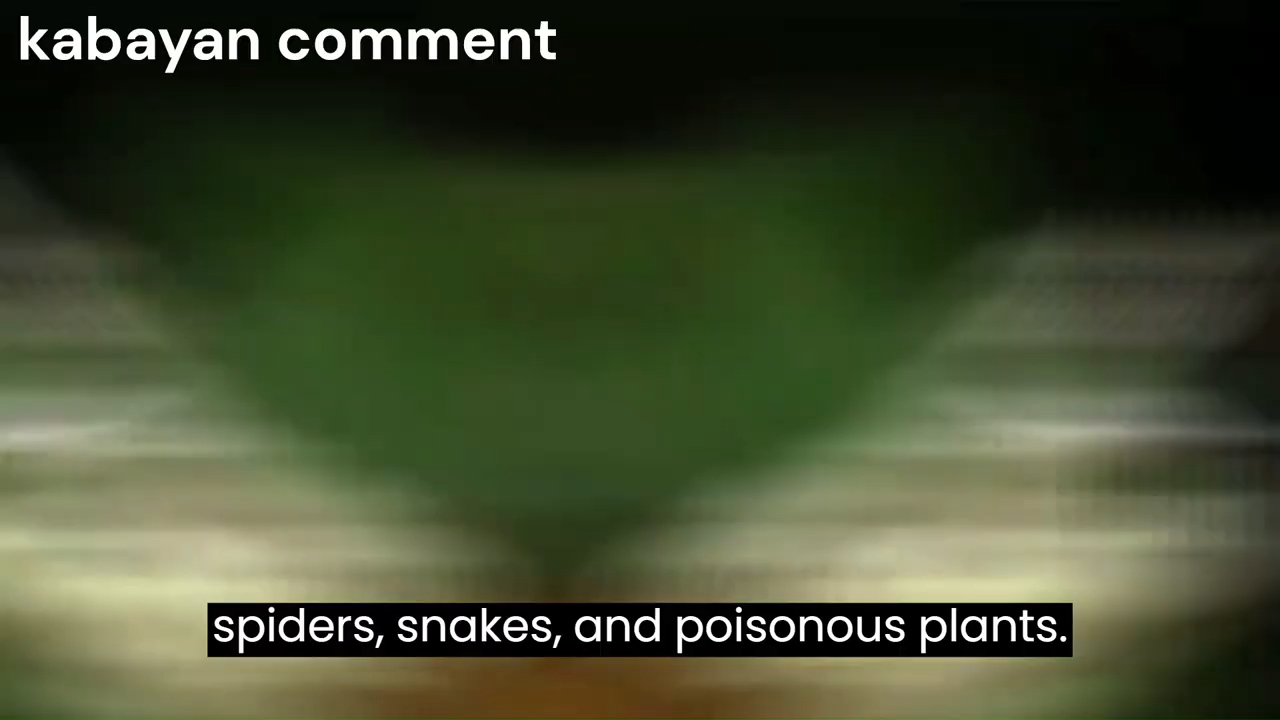 kabayan comment
spiders, snakes, and poisonous plants.